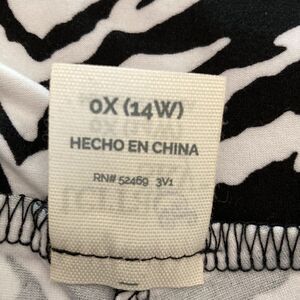 0X (14W)
HECHO EN CHINA
RN# 52469 3V1